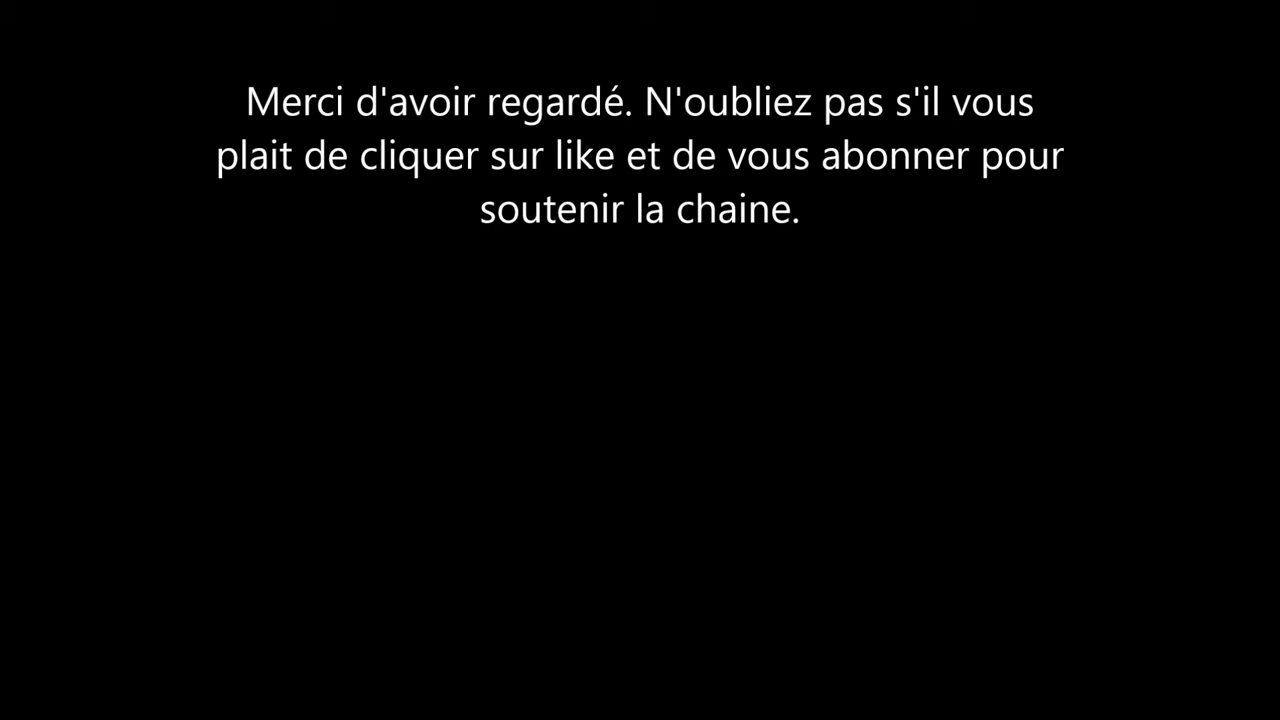 Merci d'avoir regardé. N'oubliez pas s'il vous
plait de cliquer sur like et de vous abonner pour
soutenir la chaine.